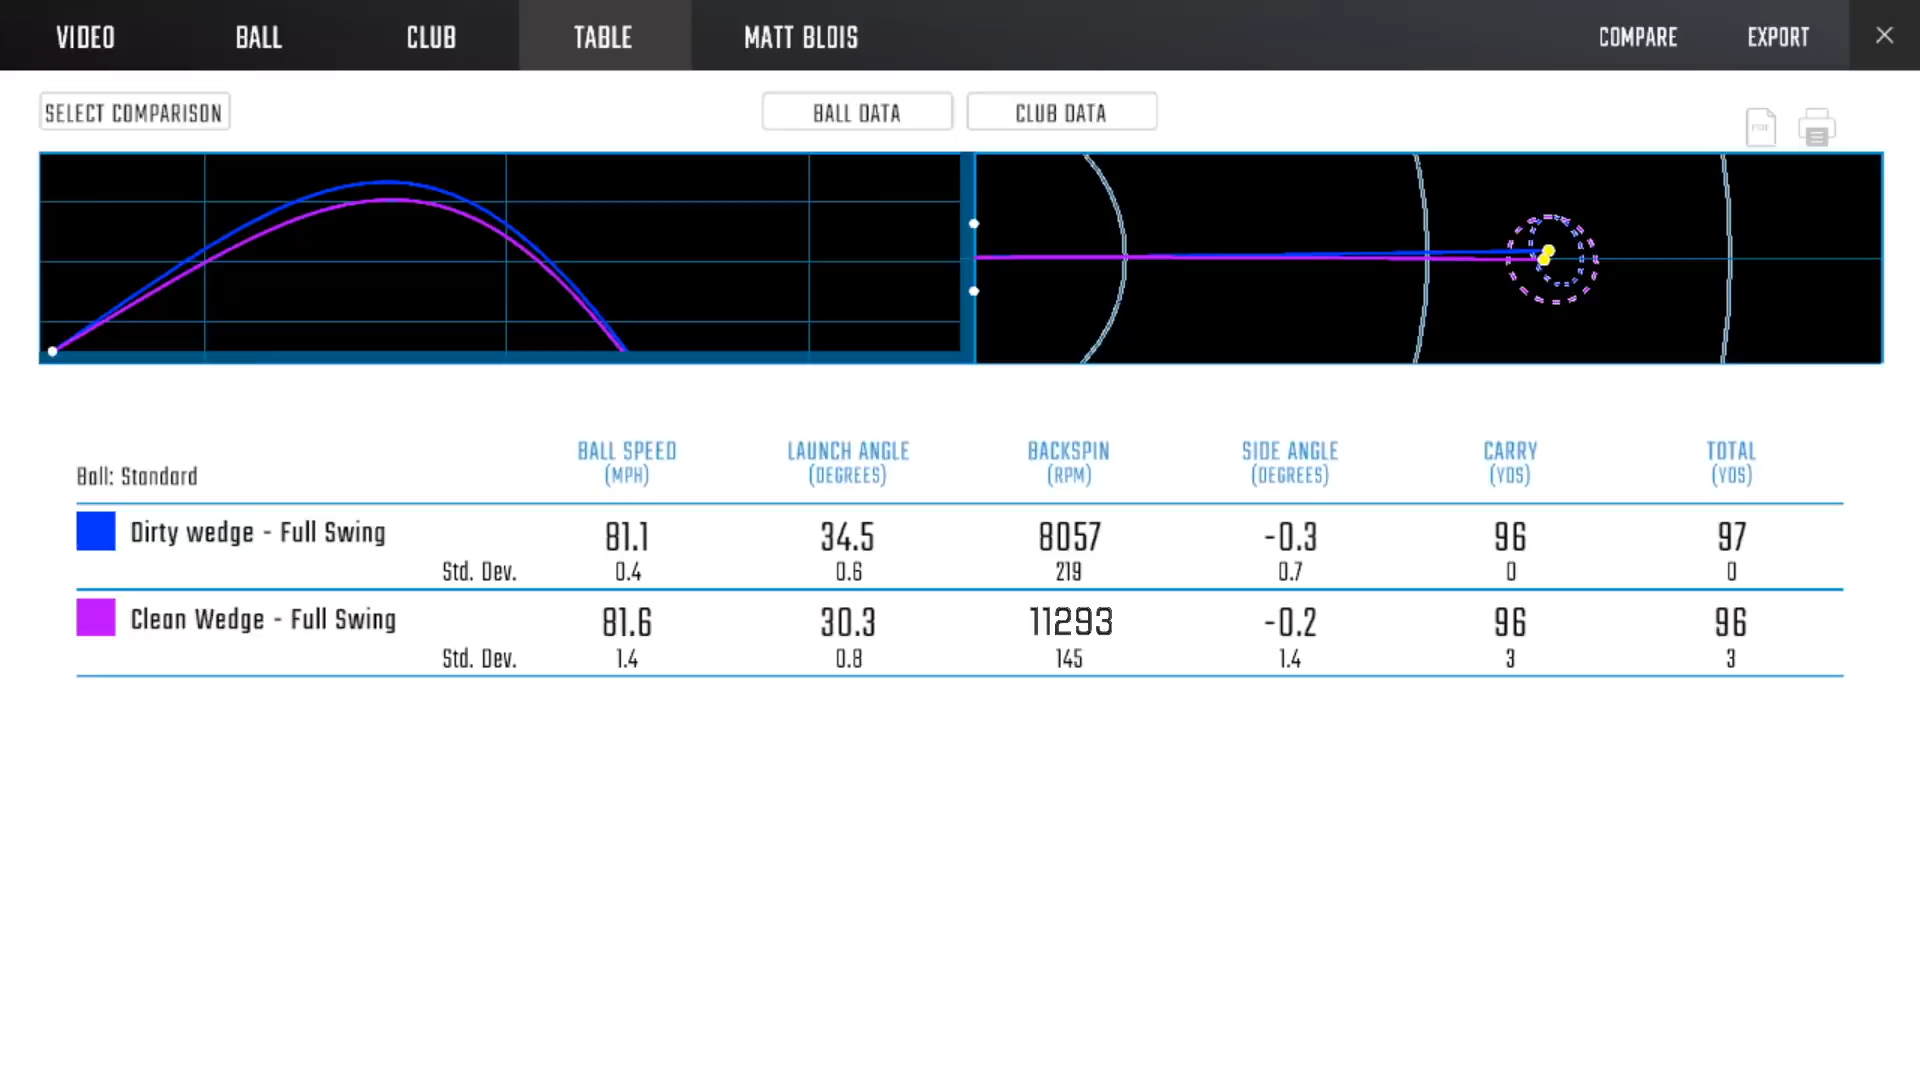 VIDEO BALL CLUB TABLE MATT BLOIS COMPARE EXPORT
SELECT COMPARISON BALL DATA CLUB DATA
PDF
BALL SPEED LAUNCH ANGLE BACKSPIN SIDE ANGLE CARRY TOTAL
Ball: Standard (MPH) (DEGREES) (RPM) (DEGREES) (YDS) (YDS)
Dirty wedge - Full Swing 81.1 34.5 8057 -0.3 96 97
Std. Dev. 0.4 0.6 219 0.7 0 0
Clean Wedge - Full Swing 81.6 30.3 11293 -0.2 96 96
Std. Dev. 1.4 0.8 145 1.4 3 3